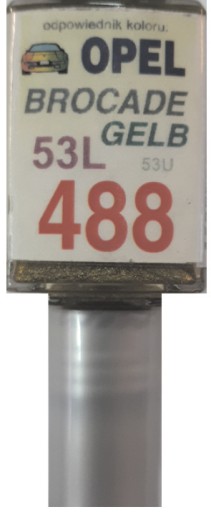 odpowiednik koloru:
OPEL
BROCADE
GELB
53L 53U
488